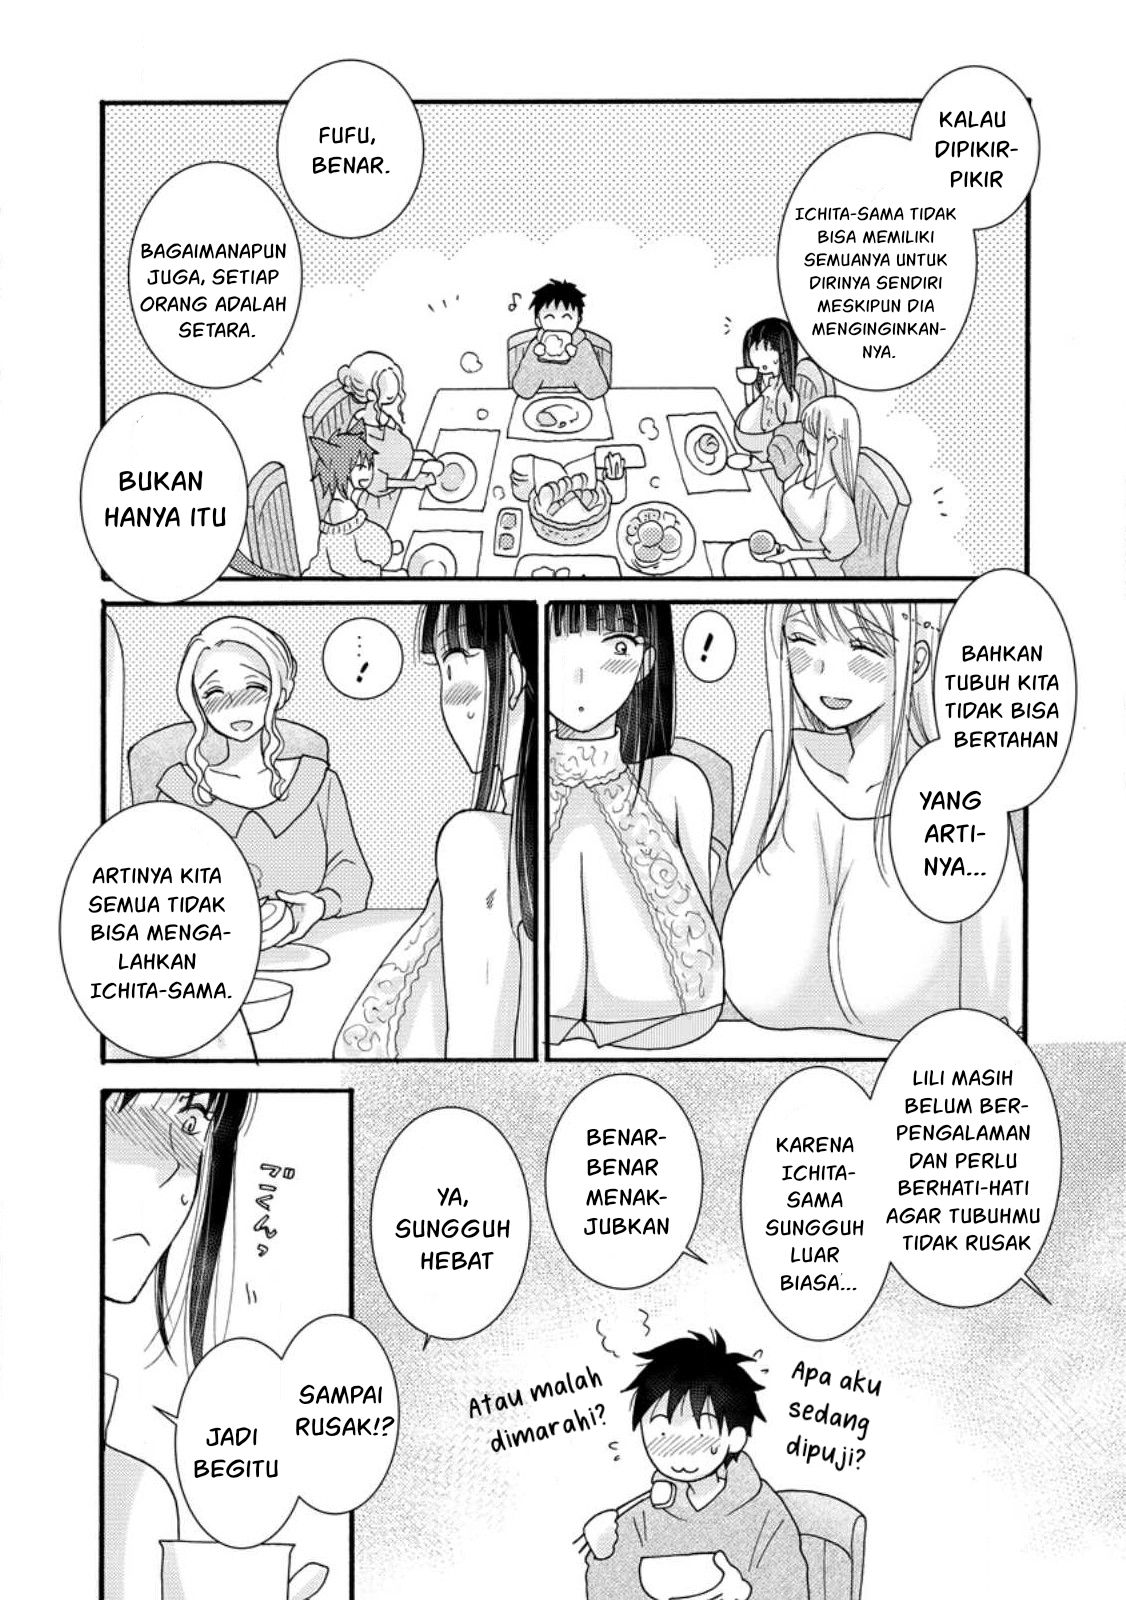 KALAU
DIPIKIR-
PIKIR
ICHITA-SAMA TIDAK
BISA MEMILIKI
SEMUANYA UNTUK
DIRINYA SENDIRI
MESKIPUN DIA
MENGINGINKAN-
NYA.
FUFU,
BENAR.
BAGAIMANAPUN
JUGA, SETIAP
ORANG ADALAH
SETARA.
BUKAN
HANYA ITU
BAHKAN
TUBUH KITA
TIDAK BISA
BERTAHAN
YANG
ARTI-
NYA...
!
...!
ARTINYA KITA
SEMUA TIDAK
BISA MENGA-
LAHKAN
ICHITA-SAMA.
LILI MASIH
BELUM BER-
PENGALAMAN
DAN PERLU
BERHATI-HATI
AGAR TUBUHMU
TIDAK RUSAK
KARENA
ICHITA-
SAMA
SUNGGUH
LUAR
BIASA...
BENAR-
BENAR
MENAK-
JUBKAN
YA,
SUNGGUH
HEBAT
Apa aku
sedang
dipuji?
Atau malah
dimarahi?
ごくんっ
SAMPAI
RUSAK!?
JADI
BEGITU